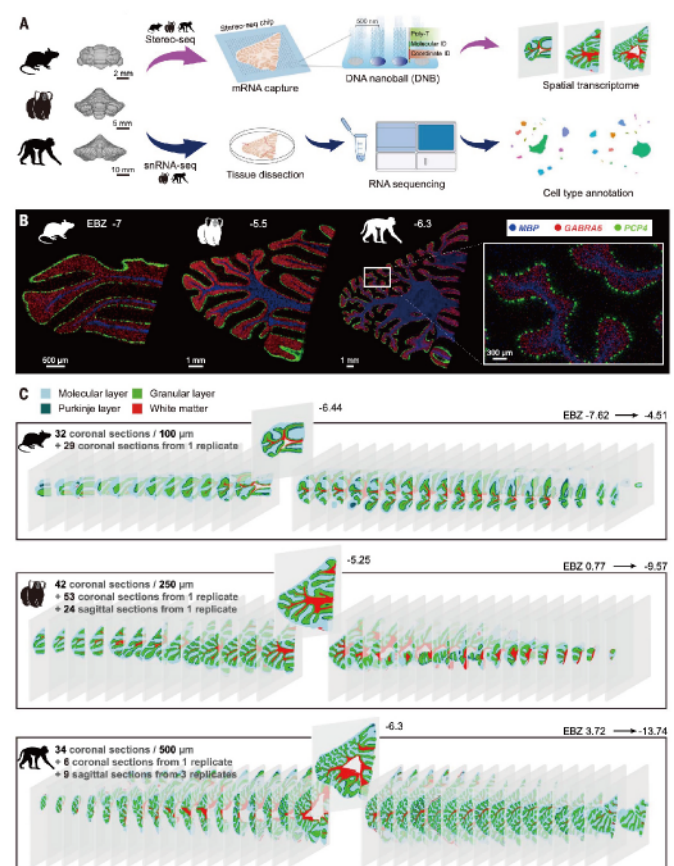 A
Stereo-seq
Stereo-seq chip
mRNA capture
500 nm
Poly-T
Molecular ID
Coordinate ID
DNA nanoball (DNB)
Spatial transcriptome
2 mm
5 mm
10 mm
snRNA-seq
Tissue dissection
RNA sequencing
Cell type annotation
B
EBZ -7
-5.5
-6.3
MBP GABRA6 PCP4
500 μm
1 mm
1 mm
300 μm
C
Molecular layer Granular layer
Purkinje layer White matter
-6.44
EBZ -7.62 → -4.51
32 coronal sections / 100 μm
+ 29 coronal sections from 1 replicate
-5.25
EBZ 0.77 → -9.57
42 coronal sections / 250 μm
+ 53 coronal sections from 1 replicate
+ 24 sagittal sections from 1 replicate
-6.3
EBZ 3.72 → -13.74
34 coronal sections / 500 μm
+ 6 coronal sections from 1 replicate
+ 9 sagittal sections from 3 replicates